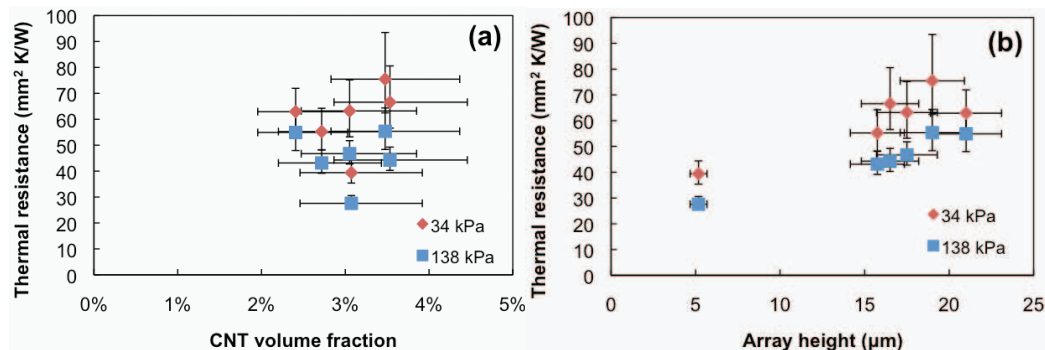 (a)
Thermal resistance (mm² K/W)
100
90
80
70
60
50
40
30
20
10
0
34 kPa
138 kPa
0% 1% 2% 3% 4% 5%
CNT volume fraction
(b)
Thermal resistance (mm² K/W)
100
90
80
70
60
50
40
30
20
10
0
34 kPa
138 kPa
0 5 10 15 20 25
Array height (µm)